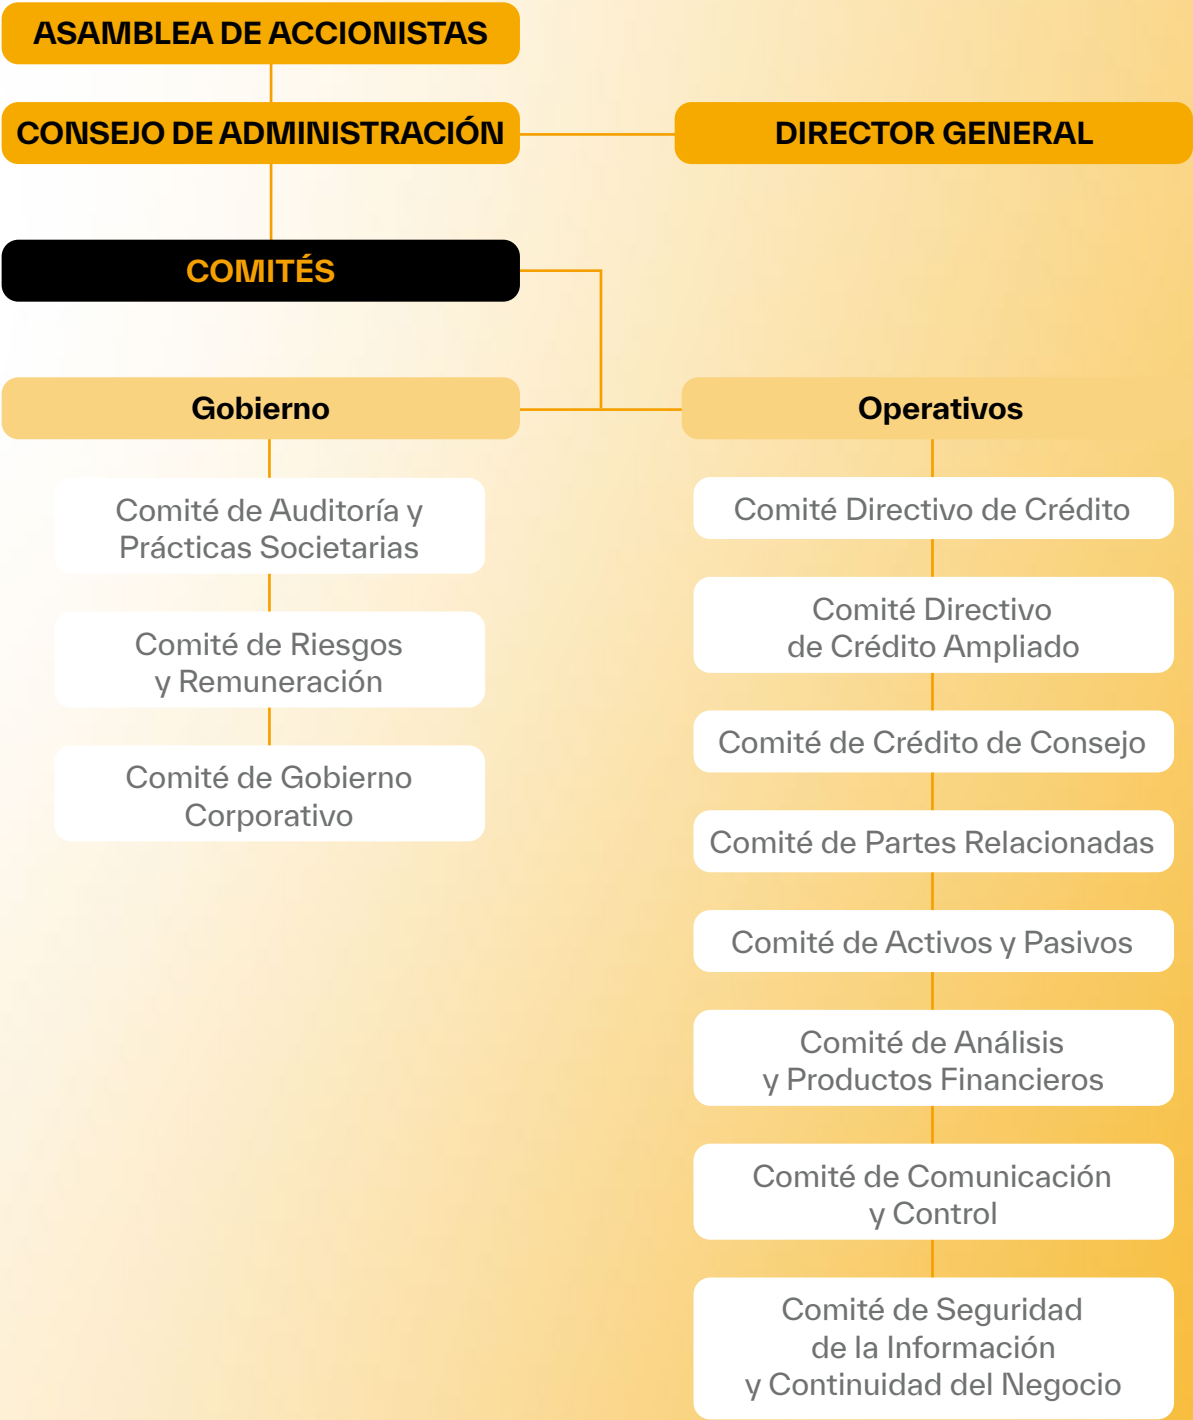 ASAMBLEA DE ACCIONISTAS
CONSEJO DE ADMINISTRACIÓN
DIRECTOR GENERAL
COMITÉS
Gobierno
Comité de Auditoría y
Prácticas Societarias
Comité de Riesgos
y Remuneración
Comité de Gobierno
Corporativo
Operativos
Comité Directivo de Crédito
Comité Directivo
de Crédito Ampliado
Comité de Crédito de Consejo
Comité de Partes Relacionadas
Comité de Activos y Pasivos
Comité de Análisis
y Productos Financieros
Comité de Comunicación
y Control
Comité de Seguridad
de la Información
y Continuidad del Negocio